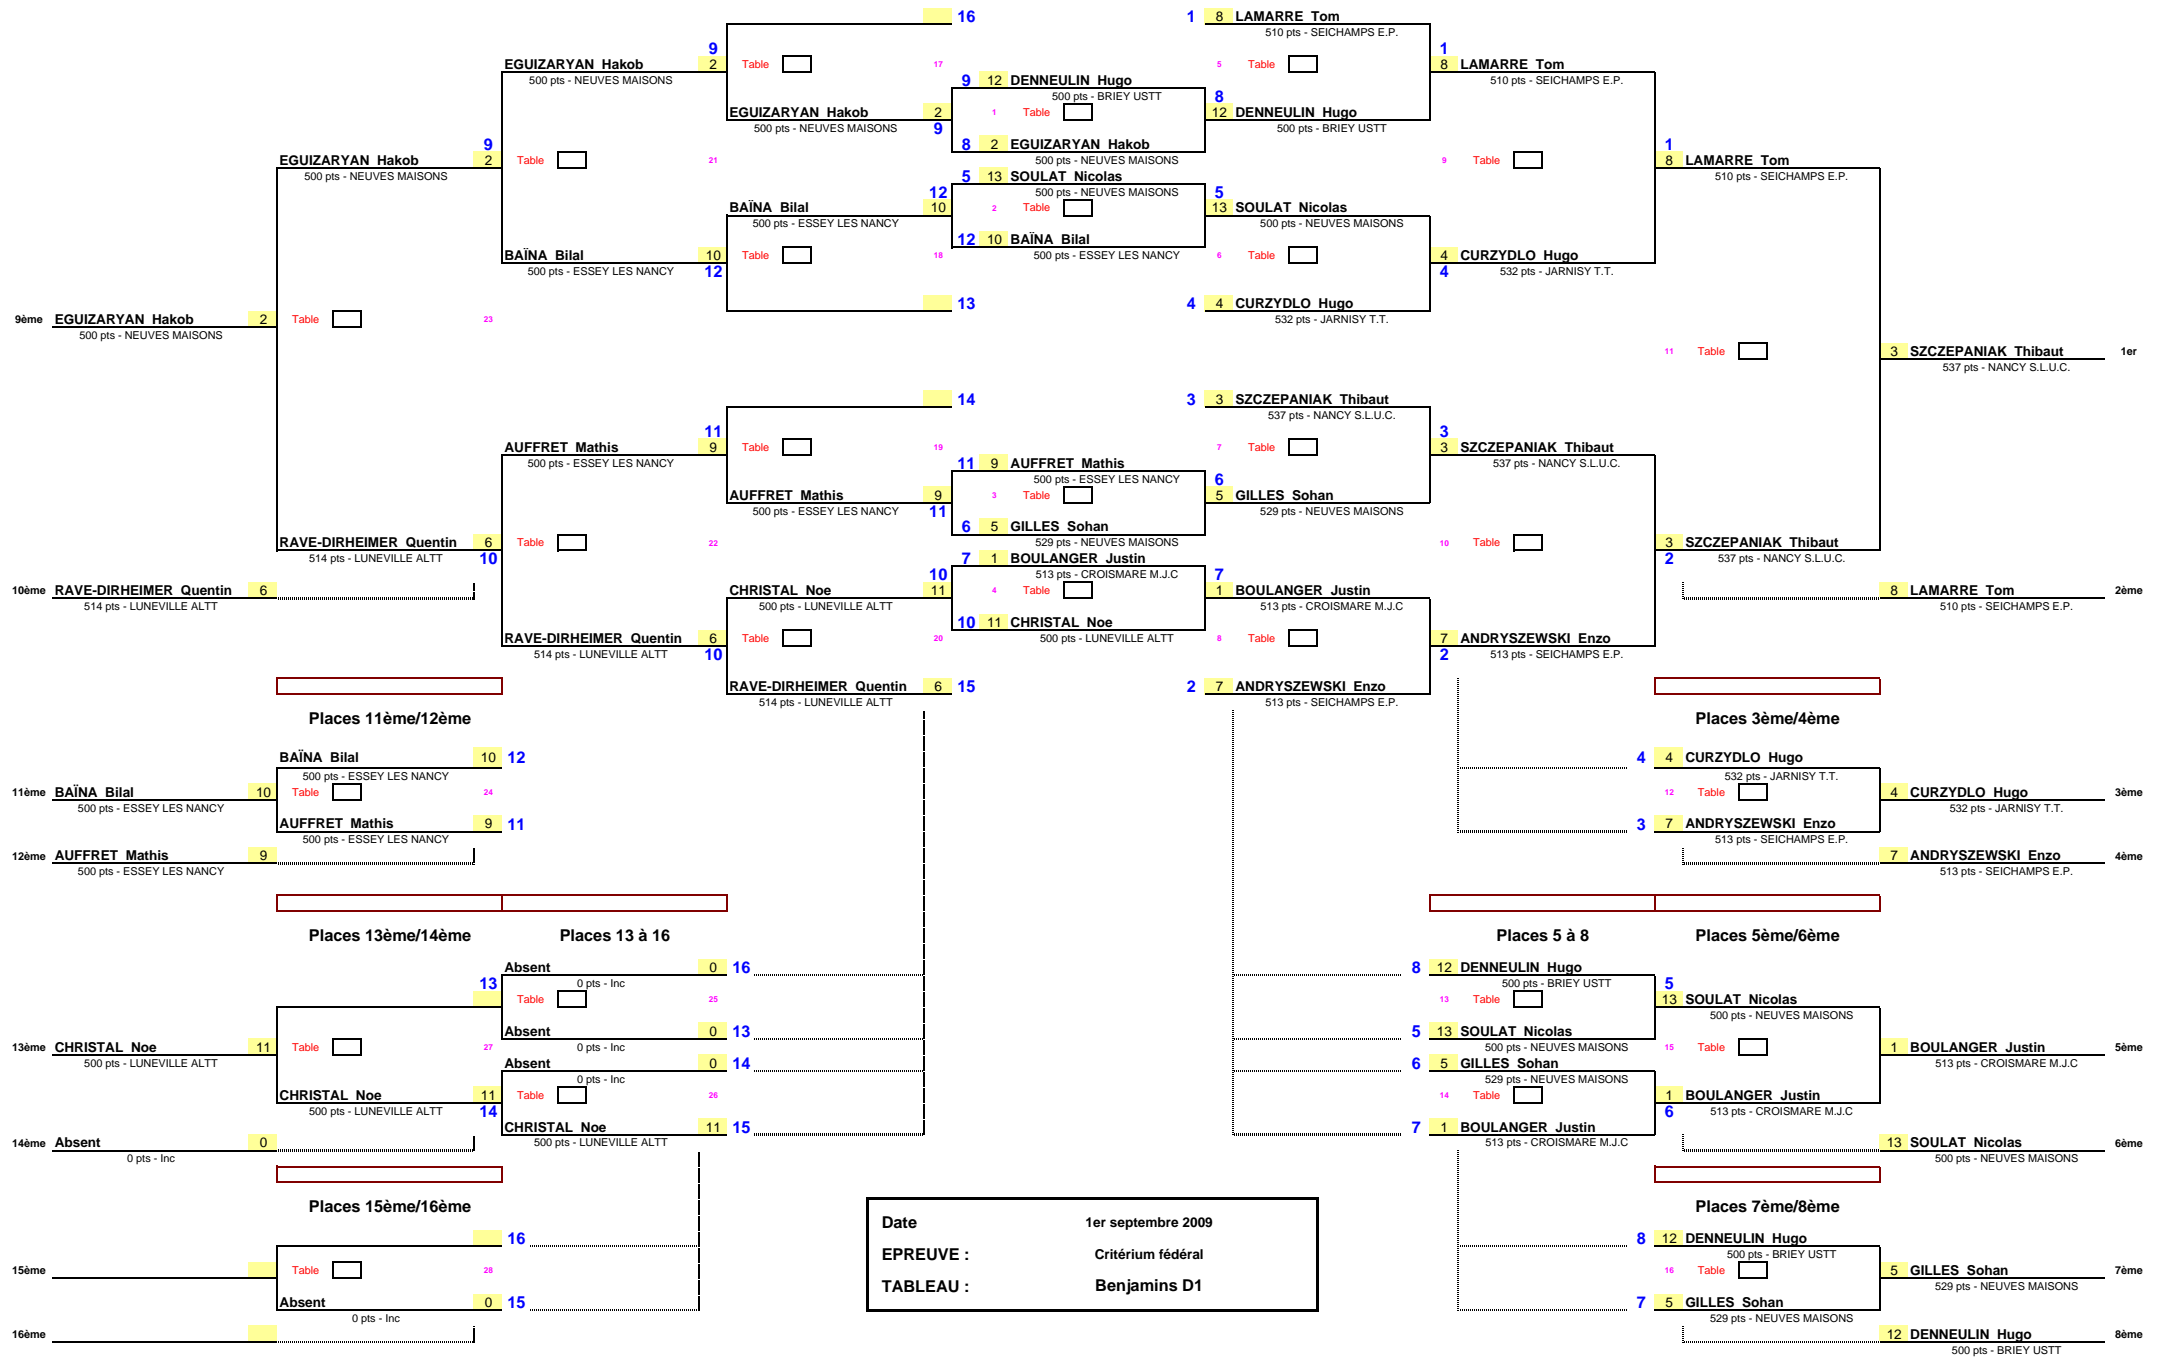 16 1 8 LAMARRE Tom
510 pts - SEICHAMPS E.P.
9 1
EGUIZARYAN Hakob 2 Table 17 5 Table 8 LAMARRE Tom
500 pts - NEUVES MAISONS 9 12 DENNEULIN Hugo 510 pts - SEICHAMPS E.P.
500 pts - BRIEY USTT 8
EGUIZARYAN Hakob 2 1 Table 12 DENNEULIN Hugo
500 pts - NEUVES MAISONS 9 500 pts - BRIEY USTT
9 8 2 EGUIZARYAN Hakob 1
EGUIZARYAN Hakob 2 Table 21 500 pts - NEUVES MAISONS 9 Table 8 LAMARRE Tom
500 pts - NEUVES MAISONS 5 13 SOULAT Nicolas 510 pts - SEICHAMPS E.P.
12 500 pts - NEUVES MAISONS 5
BAÏNA Bilal 10 2 Table 13 SOULAT Nicolas
500 pts - ESSEY LES NANCY 500 pts - NEUVES MAISONS
12 10 BAÏNA Bilal
BAÏNA Bilal 10 Table 18 500 pts - ESSEY LES NANCY 6 Table 4 CURZYDLO Hugo
500 pts - ESSEY LES NANCY 12 4 532 pts - JARNISY T.T.
13 4 4 CURZYDLO Hugo
9ème EGUIZARYAN Hakob 2 Table 23 532 pts - JARNISY T.T.
500 pts - NEUVES MAISONS
11 Table 3 SZCZEPANIAK Thibaut 1er
537 pts - NANCY S.L.U.C.
14 3 3 SZCZEPANIAK Thibaut
537 pts - NANCY S.L.U.C.
11 3
AUFFRET Mathis 9 Table 19 7 Table 3 SZCZEPANIAK Thibaut
500 pts - ESSEY LES NANCY 11 9 AUFFRET Mathis 537 pts - NANCY S.L.U.C.
500 pts - ESSEY LES NANCY 6
AUFFRET Mathis 9 3 Table 5 GILLES Sohan
500 pts - ESSEY LES NANCY 11 529 pts - NEUVES MAISONS
6 5 GILLES Sohan
RAVE-DIRHEIMER Quentin 6 Table 22 529 pts - NEUVES MAISONS 10 Table 3 SZCZEPANIAK Thibaut
514 pts - LUNEVILLE ALTT 10 7 1 BOULANGER Justin 2 537 pts - NANCY S.L.U.C.
10 513 pts - CROISMARE M.J.C 7
10ème RAVE-DIRHEIMER Quentin 6 CHRISTAL Noe 11 4 Table 1 BOULANGER Justin 8 LAMARRE Tom 2ème
514 pts - LUNEVILLE ALTT 500 pts - LUNEVILLE ALTT 513 pts - CROISMARE M.J.C 510 pts - SEICHAMPS E.P.
10 11 CHRISTAL Noe
RAVE-DIRHEIMER Quentin 6 Table 20 500 pts - LUNEVILLE ALTT 8 Table 7 ANDRYSZEWSKI Enzo
514 pts - LUNEVILLE ALTT 10 2 513 pts - SEICHAMPS E.P.
RAVE-DIRHEIMER Quentin 6 15 2 7 ANDRYSZEWSKI Enzo
514 pts - LUNEVILLE ALTT 513 pts - SEICHAMPS E.P.
Places 11ème/12ème Places 3ème/4ème
BAÏNA Bilal 10 12 4 4 CURZYDLO Hugo
500 pts - ESSEY LES NANCY 532 pts - JARNISY T.T.
11ème BAÏNA Bilal 10 Table 24 12 Table 4 CURZYDLO Hugo 3ème
500 pts - ESSEY LES NANCY 532 pts - JARNISY T.T.
AUFFRET Mathis 9 11 3 7 ANDRYSZEWSKI Enzo
500 pts - ESSEY LES NANCY 513 pts - SEICHAMPS E.P.
12ème AUFFRET Mathis 9 7 ANDRYSZEWSKI Enzo 4ème
500 pts - ESSEY LES NANCY 513 pts - SEICHAMPS E.P.
Places 13ème/14ème Places 13 à 16 Places 5 à 8 Places 5ème/6ème
Absent 0 16 8 12 DENNEULIN Hugo
13 0 pts - Inc 500 pts - BRIEY USTT 5
Table 25 13 Table 13 SOULAT Nicolas
500 pts - NEUVES MAISONS
Absent 0 13 5 13 SOULAT Nicolas
13ème CHRISTAL Noe 11 Table 27 0 pts - Inc 500 pts - NEUVES MAISONS 15 Table 1 BOULANGER Justin 5ème
500 pts - LUNEVILLE ALTT Absent 0 14 6 5 GILLES Sohan 513 pts - CROISMARE M.J.C
0 pts - Inc 529 pts - NEUVES MAISONS
CHRISTAL Noe 11 Table 26 14 Table 1 BOULANGER Justin
500 pts - LUNEVILLE ALTT 14 6 513 pts - CROISMARE M.J.C
CHRISTAL Noe 11 15 7 1 BOULANGER Justin
14ème Absent 0 500 pts - LUNEVILLE ALTT 513 pts - CROISMARE M.J.C 13 SOULAT Nicolas 6ème
0 pts - Inc 500 pts - NEUVES MAISONS
Places 15ème/16ème Places 7ème/8ème
Date 1er septembre 2009
16 8 12 DENNEULIN Hugo
EPREUVE : Critérium fédéral 500 pts - BRIEY USTT
15ème Table 28 16 Table 5 GILLES Sohan 7ème
TABLEAU : Benjamins D1 529 pts - NEUVES MAISONS
Absent 0 15 7 5 GILLES Sohan
0 pts - Inc 529 pts - NEUVES MAISONS
16ème 12 DENNEULIN Hugo 8ème
500 pts - BRIEY USTT